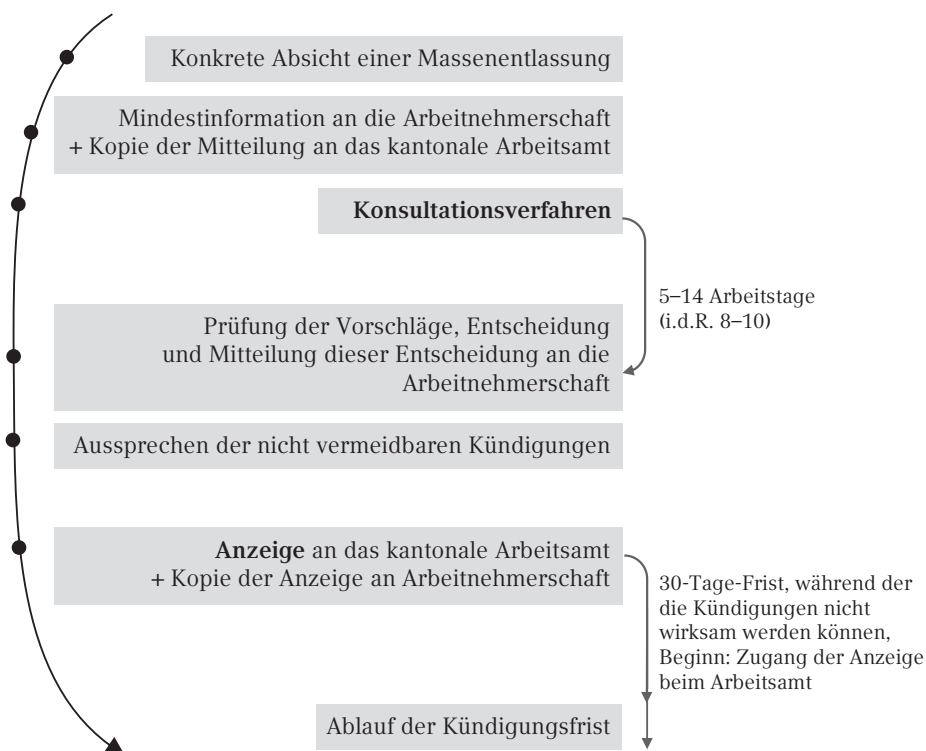 Konkrete Absicht einer Massenentlassung
Mindestinformation an die Arbeitnehmerschaft
+ Kopie der Mitteilung an das kantonale Arbeitsamt
Konsultationsverfahren
5–14 Arbeitstage
(i.d.R. 8–10)
Prüfung der Vorschläge, Entscheidung
und Mitteilung dieser Entscheidung an die
Arbeitnehmerschaft
Aussprechen der nicht vermeidbaren Kündigungen
Anzeige an das kantonale Arbeitsamt
+ Kopie der Anzeige an Arbeitnehmerschaft
30-Tage-Frist, während der
die Kündigungen nicht
wirksam werden können,
Beginn: Zugang der Anzeige
beim Arbeitsamt
Ablauf der Kündigungsfrist